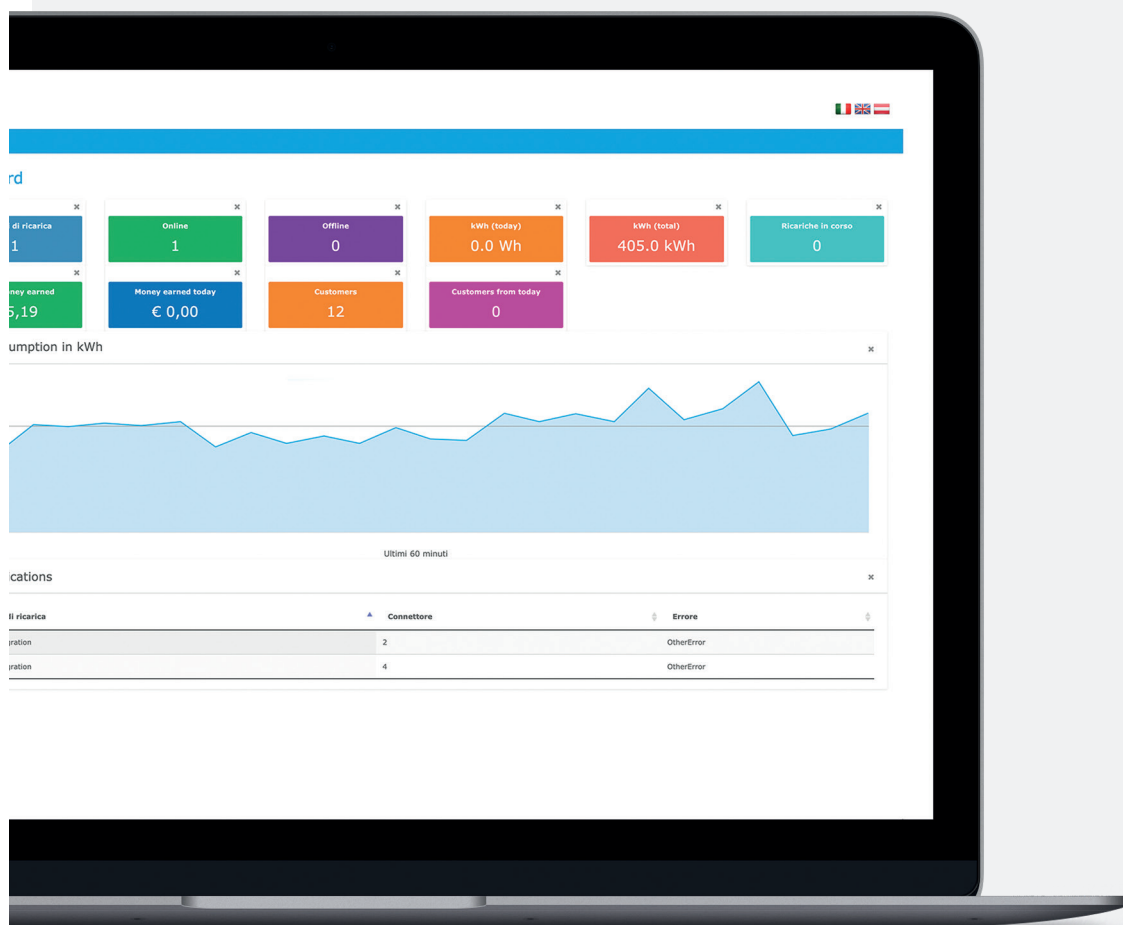 rd
di ricarica
1
Online
1
Offline
0
kWh (today)
0.0 Wh
kWh (total)
405.0 kWh
Ricariche in corso
0
ney earned
5,19
Money earned today
€ 0,00
Customers
12
Customers from today
0
umption in kWh
Ultimi 60 minuti
ications
di ricarica Connettore Errore
gration 2 OtherError
gration 4 OtherError